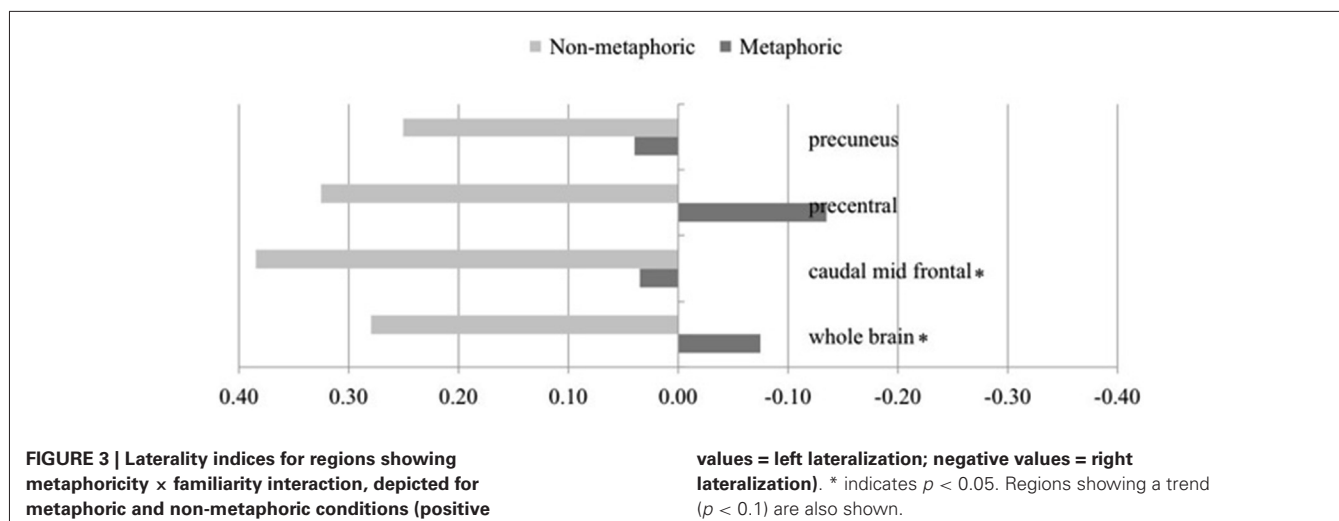 Non-metaphoric Metaphoric
precuneus
precentral
caudal mid frontal *
whole brain *
0.40 0.30 0.20 0.10 0.00 -0.10 -0.20 -0.30 -0.40
FIGURE 3 | Laterality indices for regions showing
metaphoricity × familiarity interaction, depicted for
metaphoric and non-metaphoric conditions (positive
values = left lateralization; negative values = right
lateralization). * indicates p < 0.05. Regions showing a trend
(p < 0.1) are also shown.